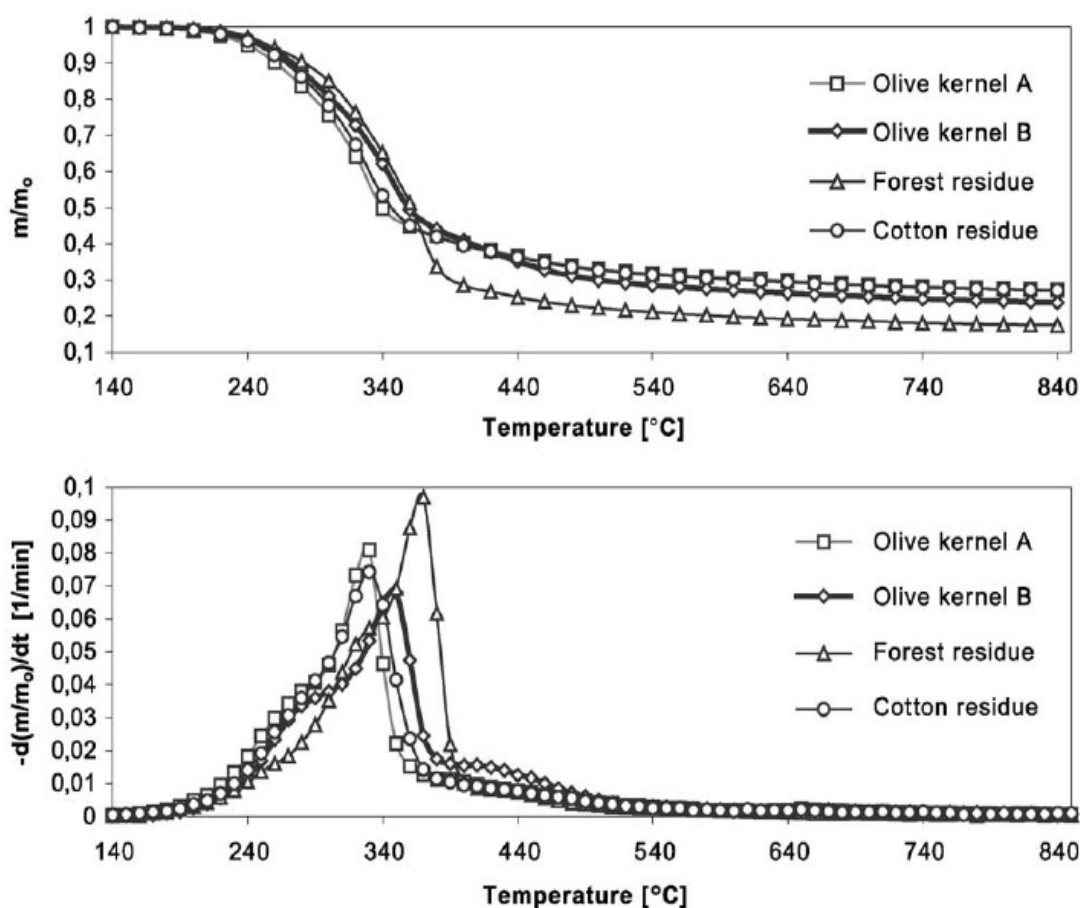 1
0,9
0,8
0,7
0,6
0,5
0,4
0,3
0,2
0,1
m/mo
140 240 340 440 540 640 740 840
Temperature [°C]
Olive kernel A
Olive kernel B
Forest residue
Cotton residue
0,1
0,09
0,08
0,07
0,06
0,05
0,04
0,03
0,02
0,01
0
-d(m/mo)/dt [1/min]
140 240 340 440 540 640 740 840
Temperature [°C]
Olive kernel A
Olive kernel B
Forest residue
Cotton residue